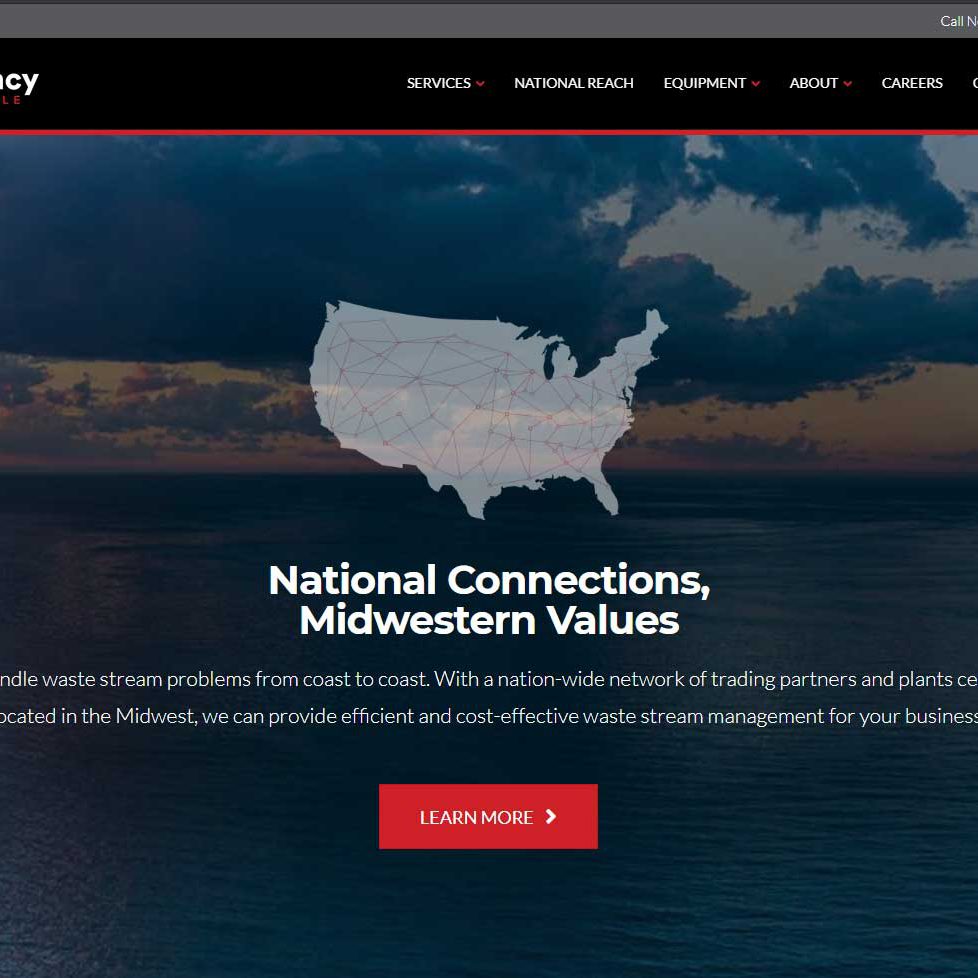 Call N
ncy
LE
SERVICES NATIONAL REACH EQUIPMENT ABOUT CAREERS
National Connections,
Midwestern Values
ndle waste stream problems from coast to coast. With a nation-wide network of trading partners and plants ce
ocated in the Midwest, we can provide efficient and cost-effective waste stream management for your business
LEARN MORE